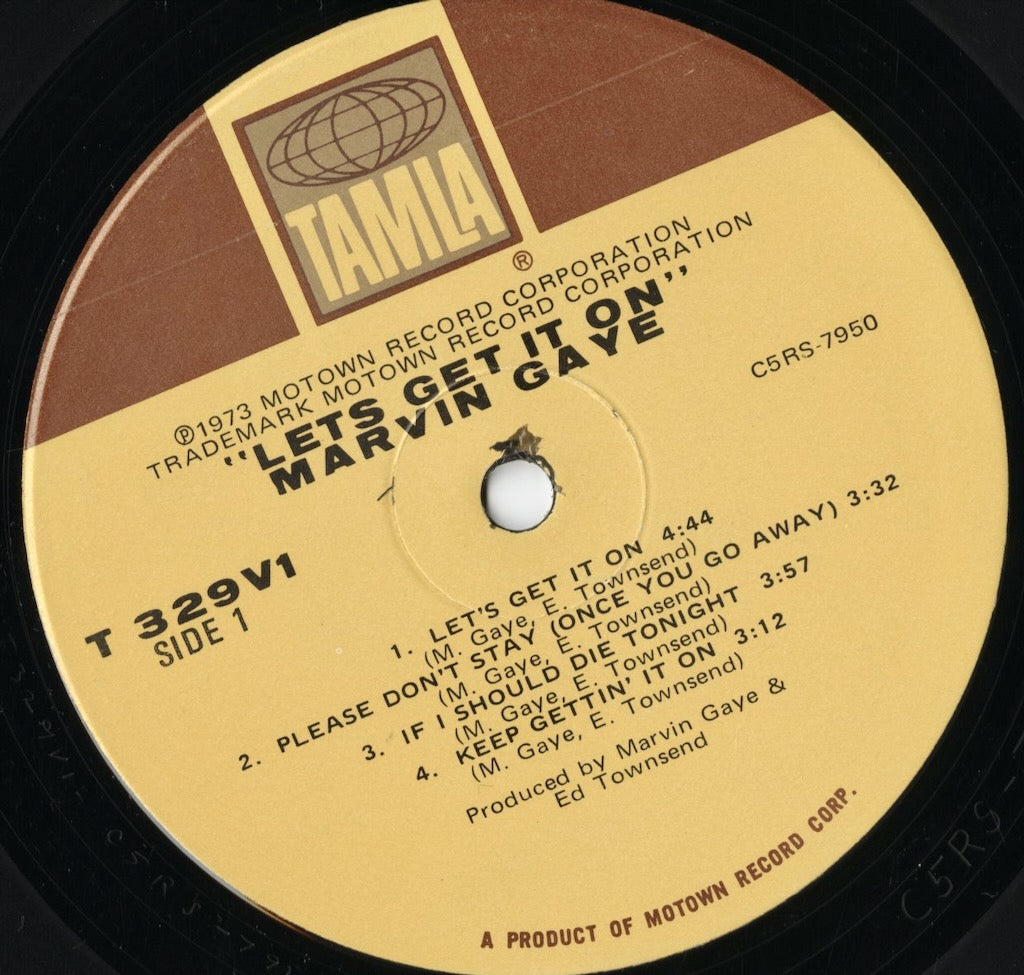 TAMLA
®
℗1973 MOTOWN RECORD CORPORATION
TRADEMARK MOTOWN RECORD CORPORATION
"LETS GET IT ON"
MARVIN GAYE
C5RS-7950
T 329V1
SIDE 1
1. LET'S GET IT ON 4:44
(M. Gaye, E. Townsend)
2. PLEASE DON'T STAY (ONCE YOU GO AWAY) 3:32
(M. Gaye, E. Townsend)
3. IF I SHOULD DIE TONIGHT 3:57
(M. Gaye, E. Townsend)
4. KEEP GETTIN' IT ON 3:12
(M. Gaye, E. Townsend)
Produced by Marvin Gaye &
Ed Townsend
A PRODUCT OF MOTOWN RECORD CORP.
C5RS-